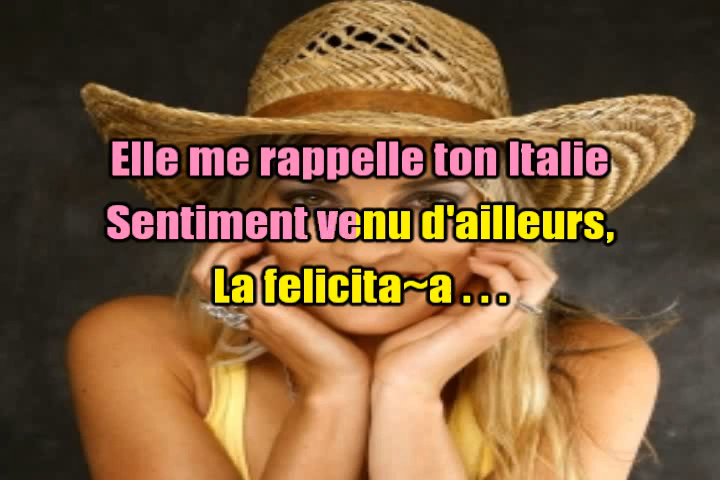 Elle me rappelle ton Italie
Sentiment venu d'ailleurs,
La felicita~a . . .